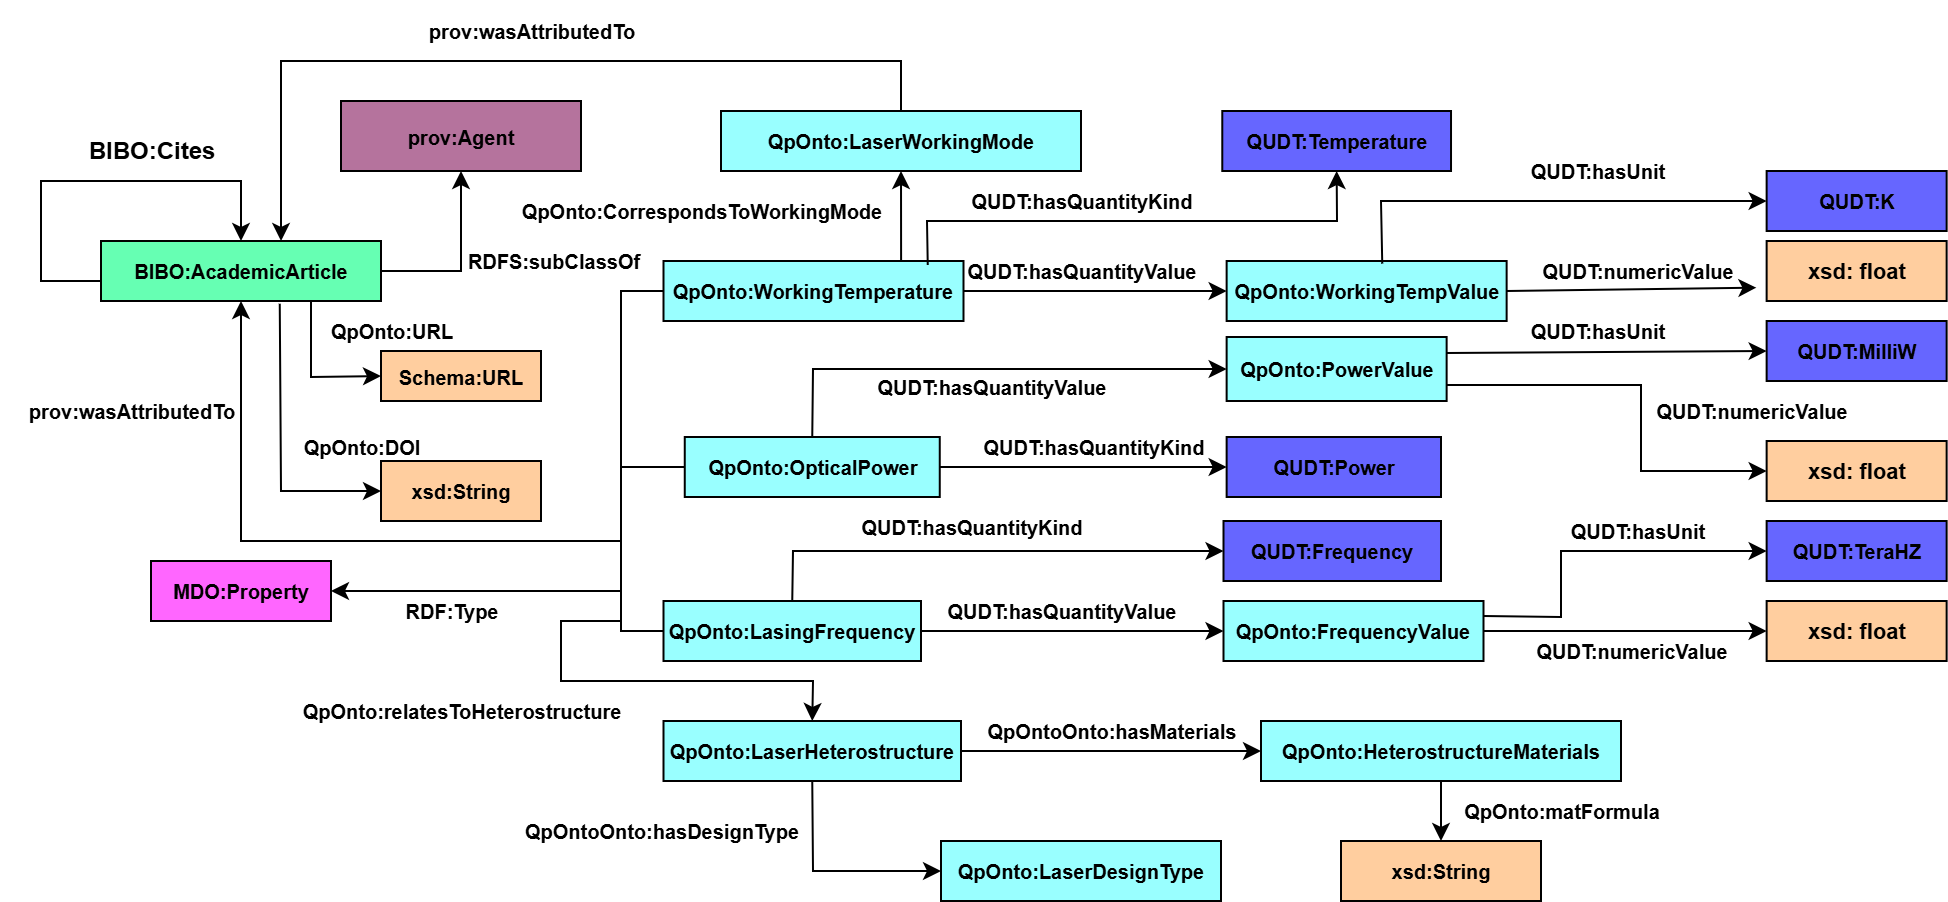 prov:wasAttributedTo
prov:Agent
QpOnto:LaserWorkingMode
QUDT:Temperature
BIBO:Cites
QUDT:hasUnit
QUDT:K
QpOnto:CorrespondsToWorkingMode
QUDT:hasQuantityKind
BIBO:AcademicArticle
RDFS:subClassOf
QUDT:hasQuantityValue
QUDT:numericValue
xsd: float
QpOnto:WorkingTemperature
QpOnto:WorkingTempValue
QpOnto:URL
QUDT:hasUnit
QUDT:MilliW
Schema:URL
QUDT:hasQuantityValue
QpOnto:PowerValue
prov:wasAttributedTo
QUDT:numericValue
QpOnto:DOI
QUDT:hasQuantityKind
QpOnto:OpticalPower
QUDT:Power
xsd: float
xsd:String
QUDT:hasQuantityKind
QUDT:hasUnit
QUDT:Frequency
QUDT:TeraHZ
MDO:Property
RDF:Type
QUDT:hasQuantityValue
QpOnto:LasingFrequency
QpOnto:FrequencyValue
xsd: float
QUDT:numericValue
QpOnto:relatesToHeterostructure
QpOntoOnto:hasMaterials
QpOnto:LaserHeterostructure
QpOnto:HeterostructureMaterials
QpOntoOnto:hasDesignType
QpOnto:matFormula
QpOnto:LaserDesignType
xsd:String